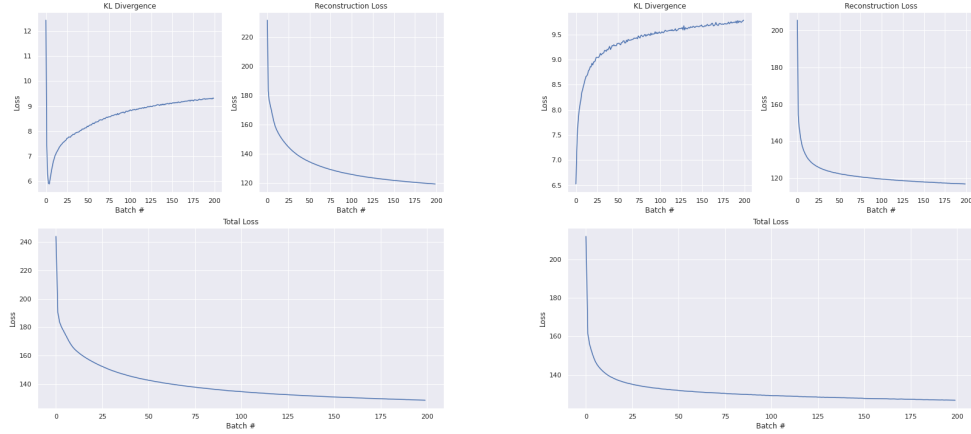 KL Divergence
Loss
12
11
10
9
8
7
6
0 25 50 75 100 125 150 175 200
Batch #
Reconstruction Loss
Loss
220
200
180
160
140
120
0 25 50 75 100 125 150 175 200
Batch #
Total Loss
Loss
240
220
200
180
160
140
0 25 50 75 100 125 150 175 200
Batch #
KL Divergence
Loss
9.5
9.0
8.5
8.0
7.5
7.0
6.5
0 25 50 75 100 125 150 175 200
Batch #
Reconstruction Loss
Loss
200
180
160
140
120
0 25 50 75 100 125 150 175 200
Batch #
Total Loss
Loss
200
180
160
140
0 25 50 75 100 125 150 175 200
Batch #